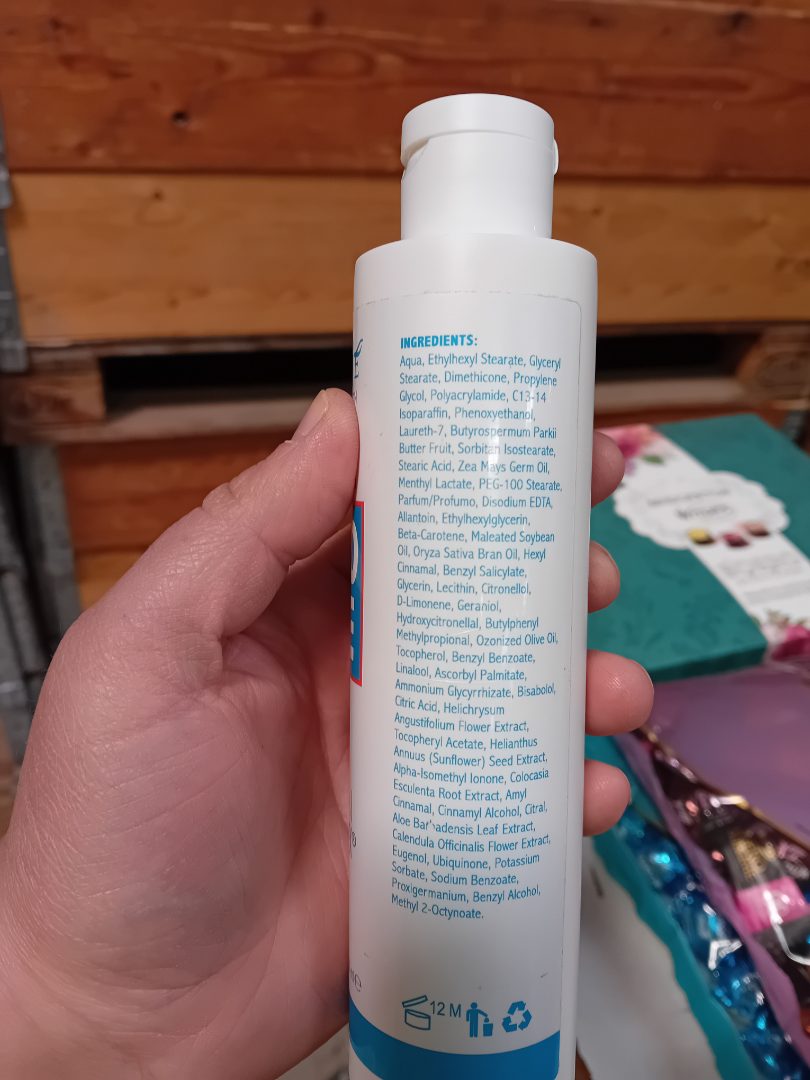 INGREDIENTS:
Aqua, Ethylhexyl Stearate, Glyceryl
Stearate, Dimethicone, Propylene
Glycol, Polyacrylamide, C13-14
Isoparaffin, Phenoxyethanol,
Laureth-7, Butyrospermum Parkii
Butter Fruit, Sorbitan Isostearate,
Stearic Acid, Zea Mays Germ Oil,
Menthyl Lactate, PEG-100 Stearate,
Parfum/Profumo, Disodium EDTA,
Allantoin, Ethylhexylglycerin,
Beta-Carotene, Maleated Soybean
Oil, Oryza Sativa Bran Oil, Hexyl
Cinnamal, Benzyl Salicylate,
Glycerin, Lecithin, Citronellol,
D-Limonene, Geraniol,
Hydroxycitronellal, Butylphenyl
Methylpropional, Ozonized Olive Oil,
Tocopherol, Benzyl Benzoate,
Linalool, Ascorbyl Palmitate,
Ammonium Glycyrrhizate, Bisabolol,
Citric Acid, Helichrysum
Angustifolium Flower Extract,
Tocopheryl Acetate, Helianthus
Annuus (Sunflower) Seed Extract,
Alpha-Isomethyl Ionone, Colocasia
Esculenta Root Extract, Amyl
Cinnamal, Cinnamyl Alcohol, Citral,
Aloe Barbadensis Leaf Extract,
Calendula Officinalis Flower Extract,
Eugenol, Ubiquinone, Potassium
Sorbate, Sodium Benzoate,
Proxigermanium, Benzyl Alcohol,
Methyl 2-Octynoate.
12 M